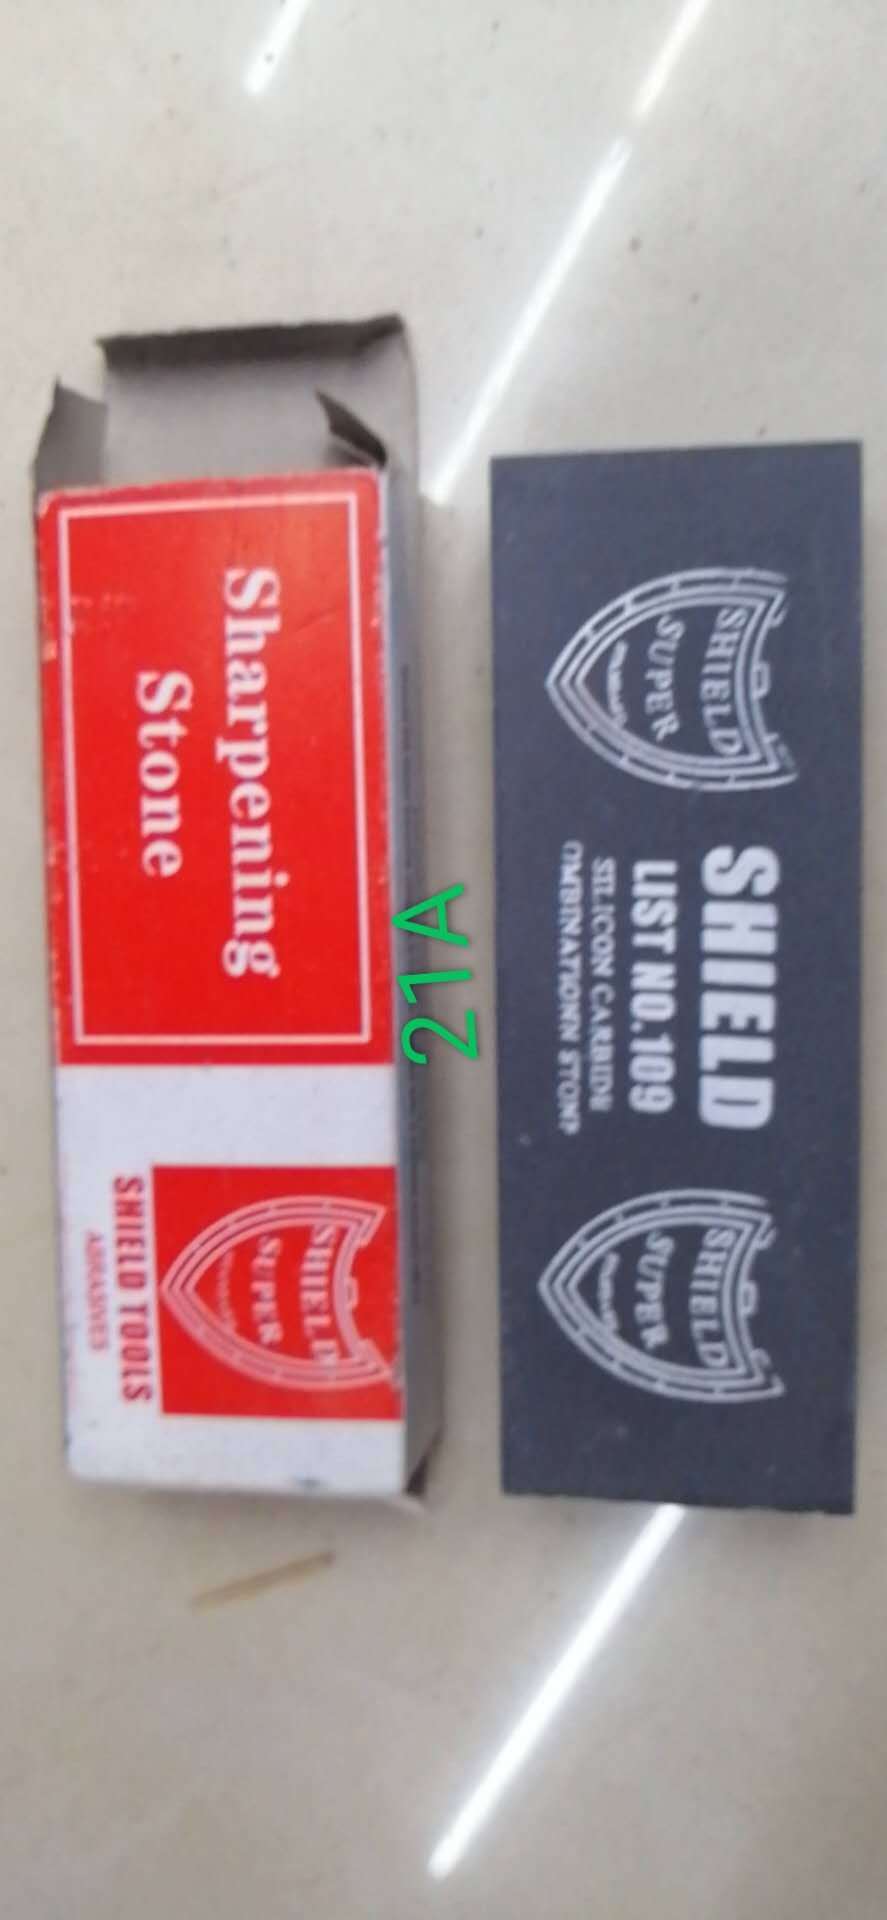 Sharpening
Stone
SHIELD
SUPER
SHIELD TOOLS
ABRASIVES
21A
SHIELD
SUPER
SHIELD
LIST NO.109
SILICON CARBIDE
OMBINATIONN STONE
SHIELD
SUPER